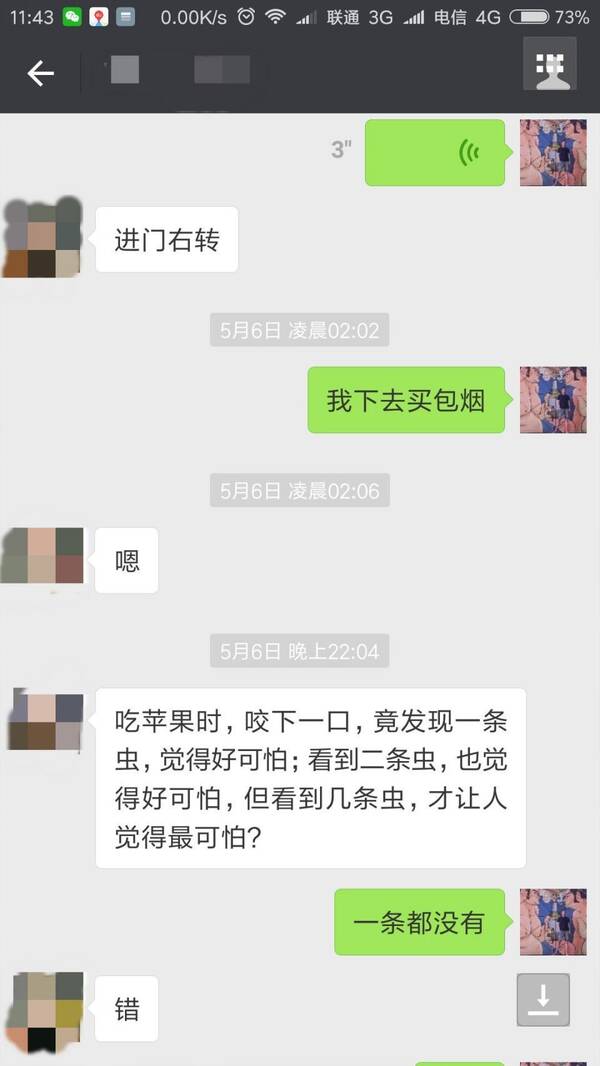 11:43 0.00K/s 联通 3G 电信 4G 73%
3"
进门右转
5月6日 凌晨02:02
我下去买包烟
5月6日 凌晨02:06
嗯
5月6日 晚上22:04
吃苹果时，咬下一口，竟发现一条
虫，觉得好可怕；看到二条虫，也觉
得好可怕，但看到几条虫，才让人
觉得最可怕？
一条都没有
错